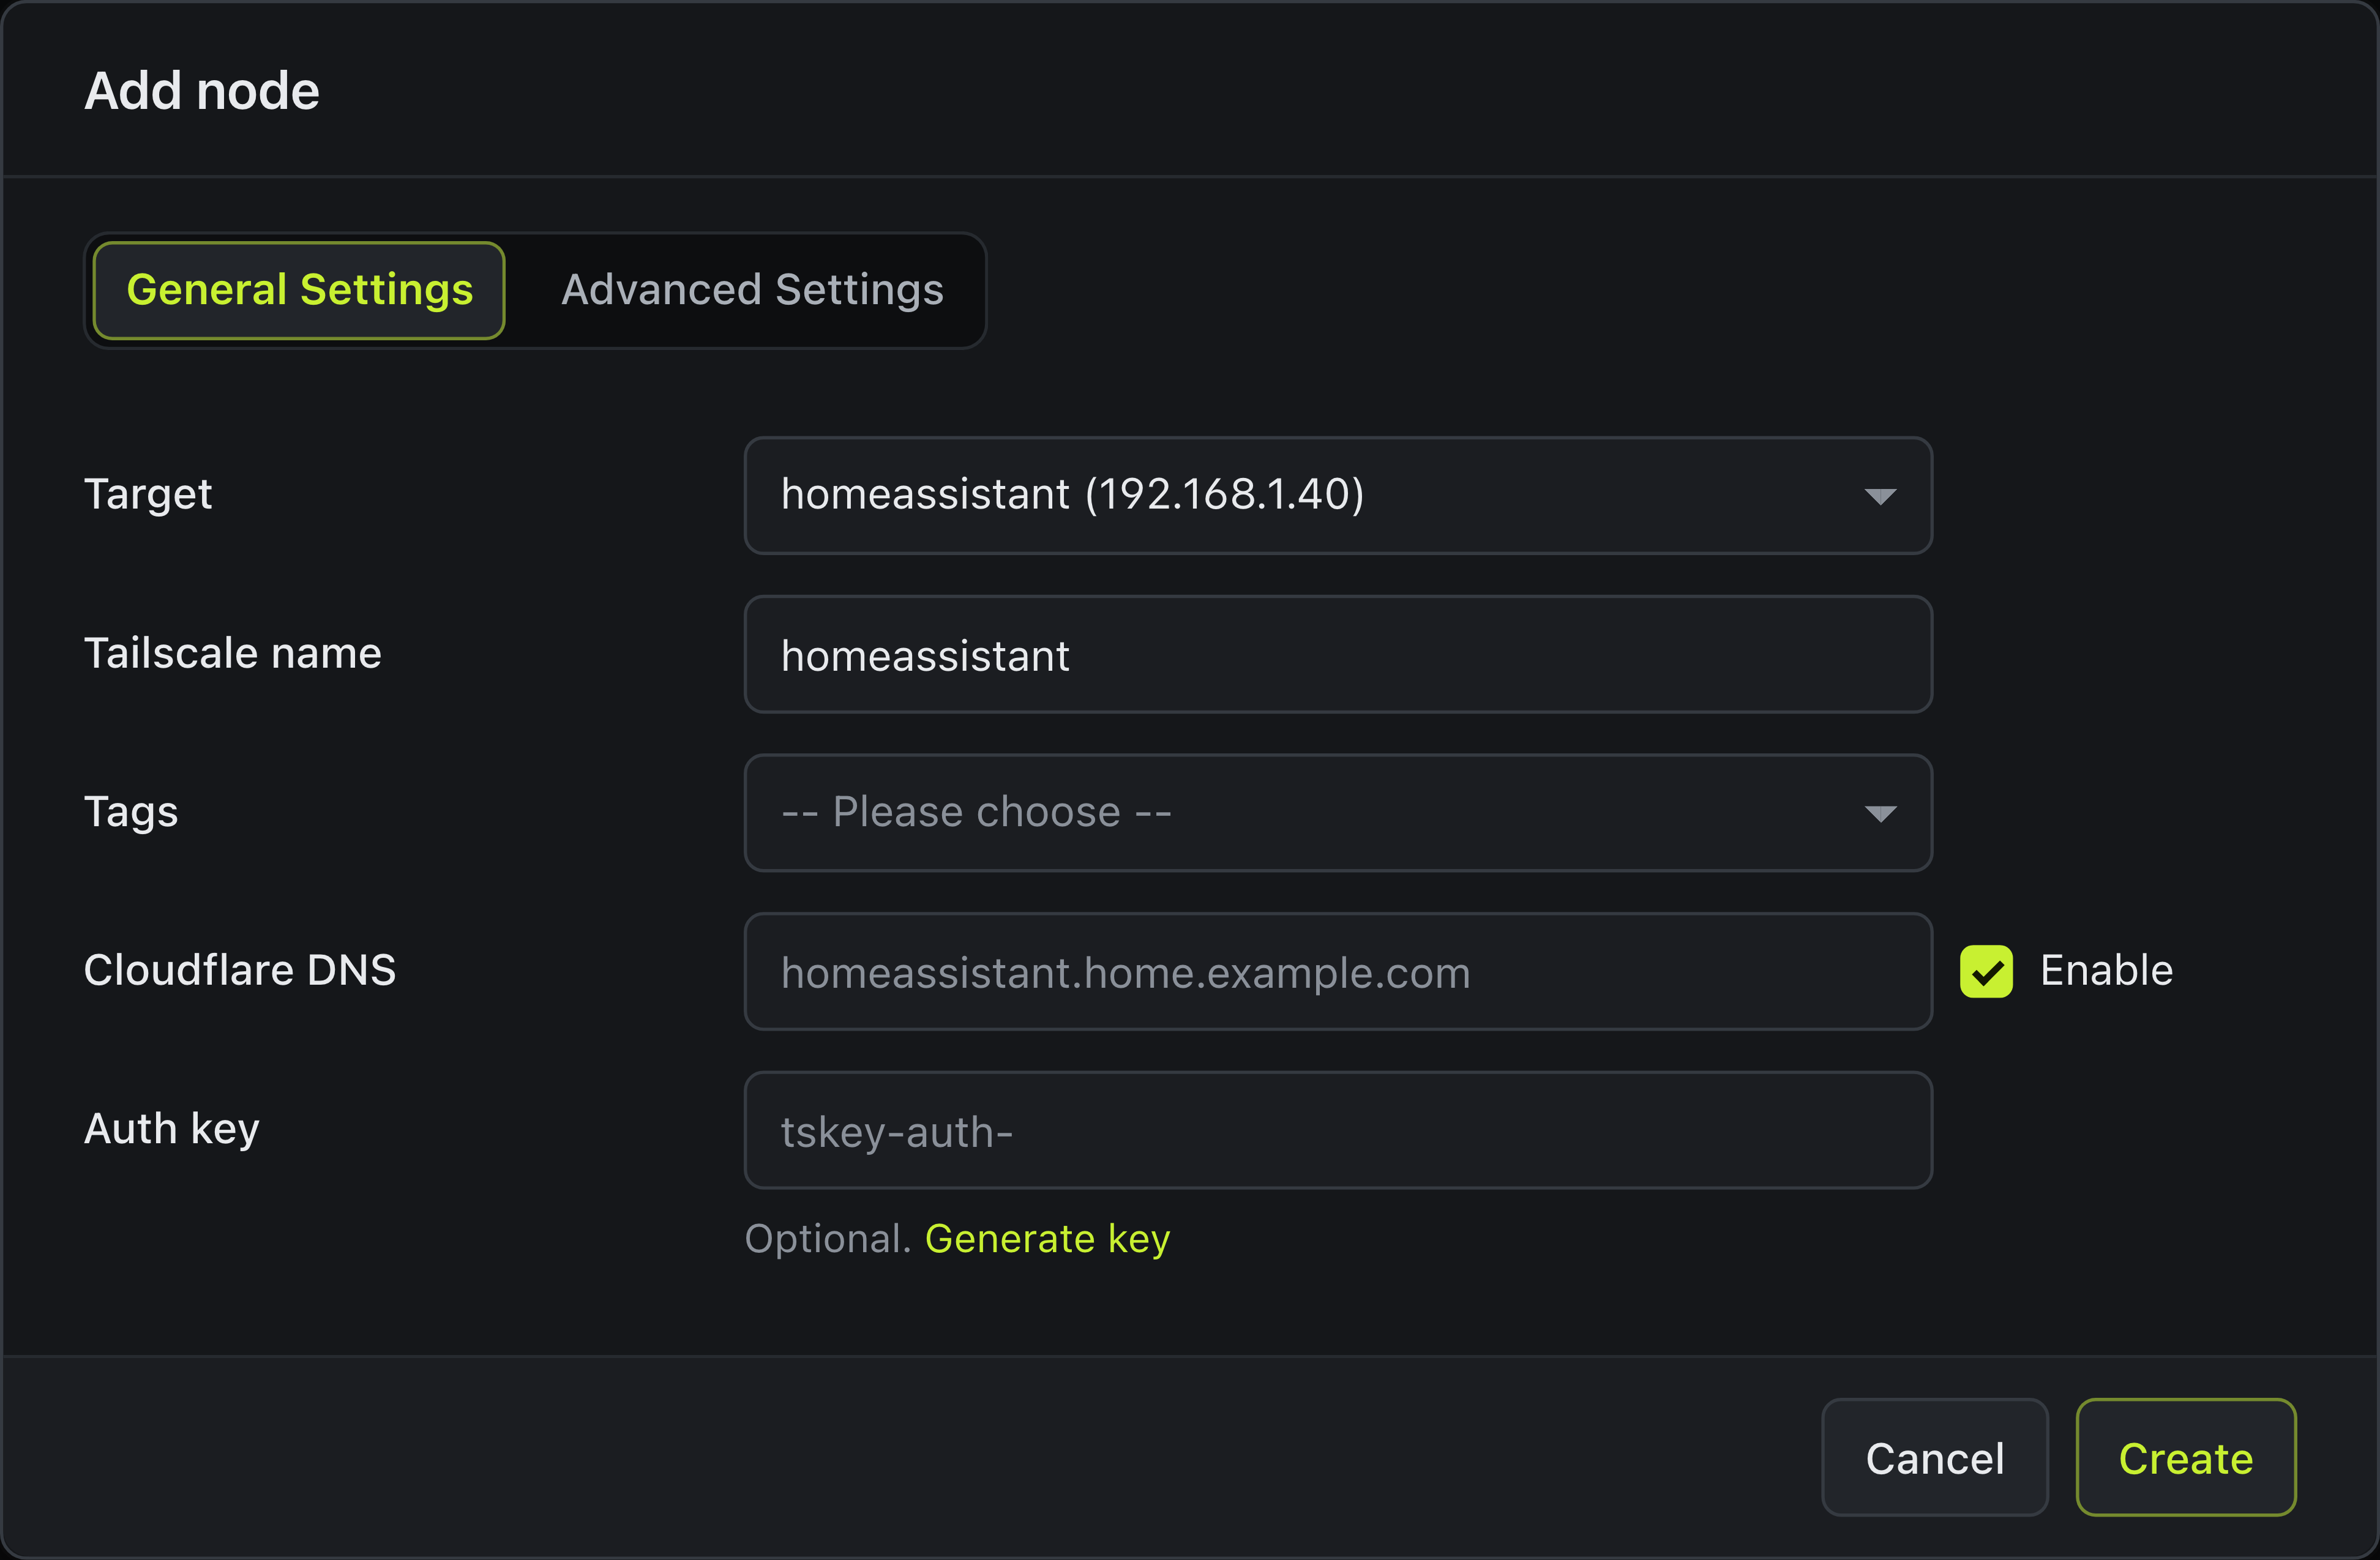 Add node
General Settings Advanced Settings
Target homeassistant (192.168.1.40)
Tailscale name homeassistant
Tags -- Please choose --
Cloudflare DNS homeassistant.home.example.com Enable
Auth key tskey-auth-
Optional. Generate key
Cancel Create